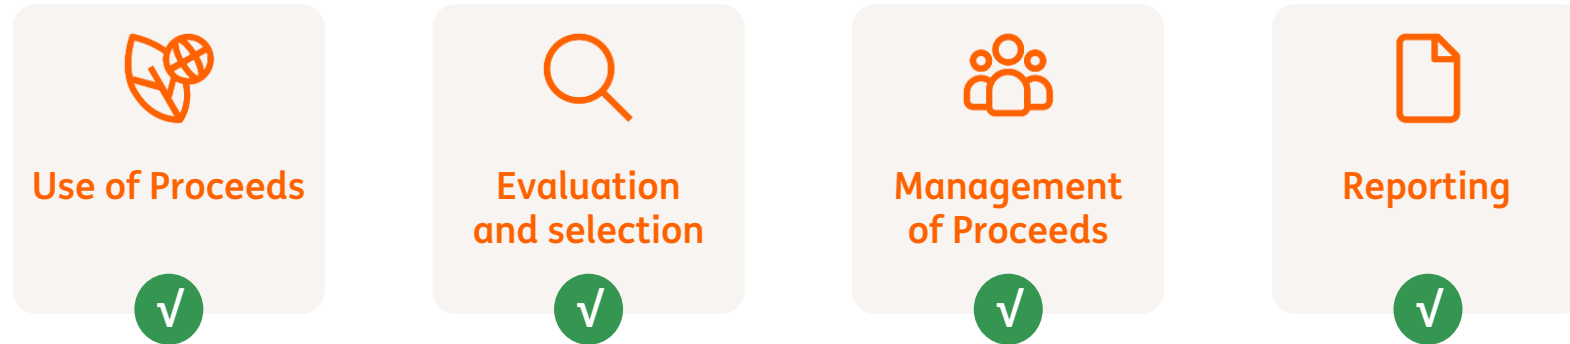 Use of Proceeds
Evaluation
and selection
Management
of Proceeds
Reporting
√
√
√
√